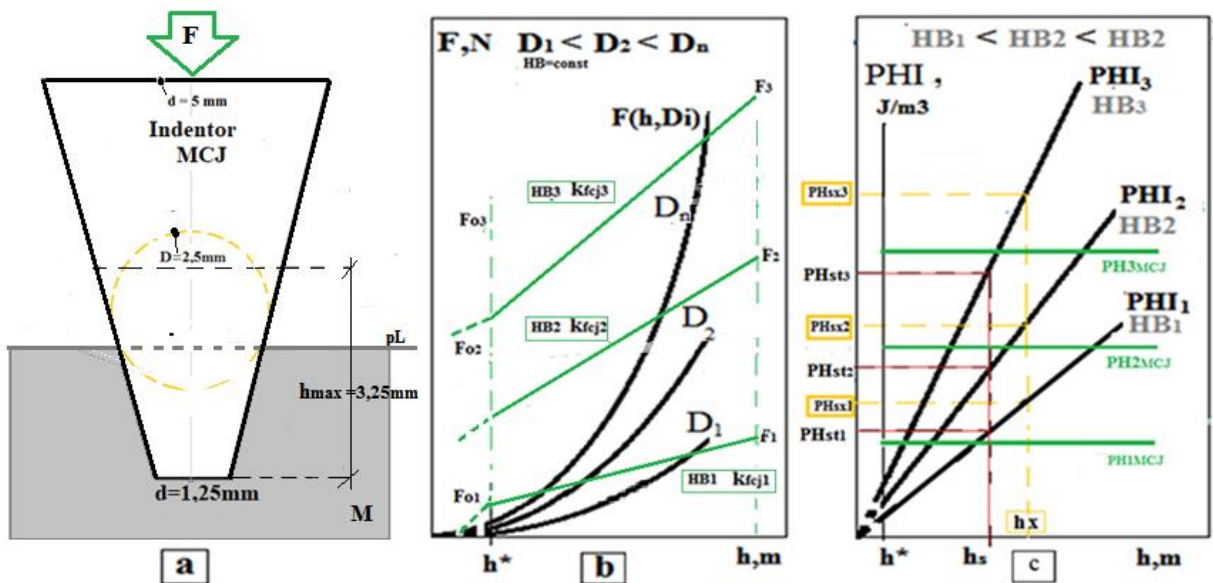 F
d = 5 mm
Indentor
MCJ
D=2,5mm
pL
hmax =3,25mm
d=1,25mm
M
a
F,N D1 < D2 < Dn
HB=const
F3
F(h,Di)
HB3 kfcj3
Fo3
Dn
F2
HB2 kfcj2
Fo2
D2
D1
F1
HB1 kfcj1
Fo1
h*
b
h,m
HB1 < HB2 < HB2
PHI ,
J/m3
PHI3
HB3
PHsx3
PHI2
HB2
PH3MCJ
PHst3
PHI1
HB1
PHsx2
PH2MCJ
PHst2
PHsx1
PHst1
PH1MCJ
hx
h*
hs
c
h,m